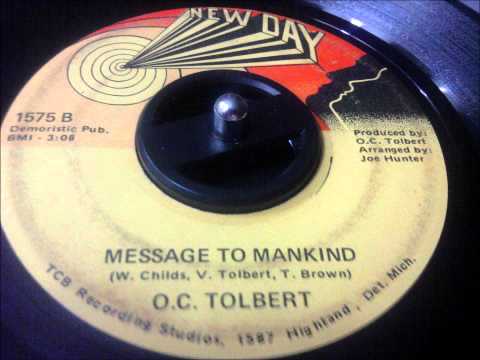 NEW DAY
1575 B
Demoristic Pub.
BMI - 3:08
Produced by:
O.C. Tolbert
Arranged by:
Joe Hunter
MESSAGE TO MANKIND
(W. Childs, V. Tolbert, T. Brown)
O.C. TOLBERT
TCB Recording Studios, 1587 Highland, Det. Mich.